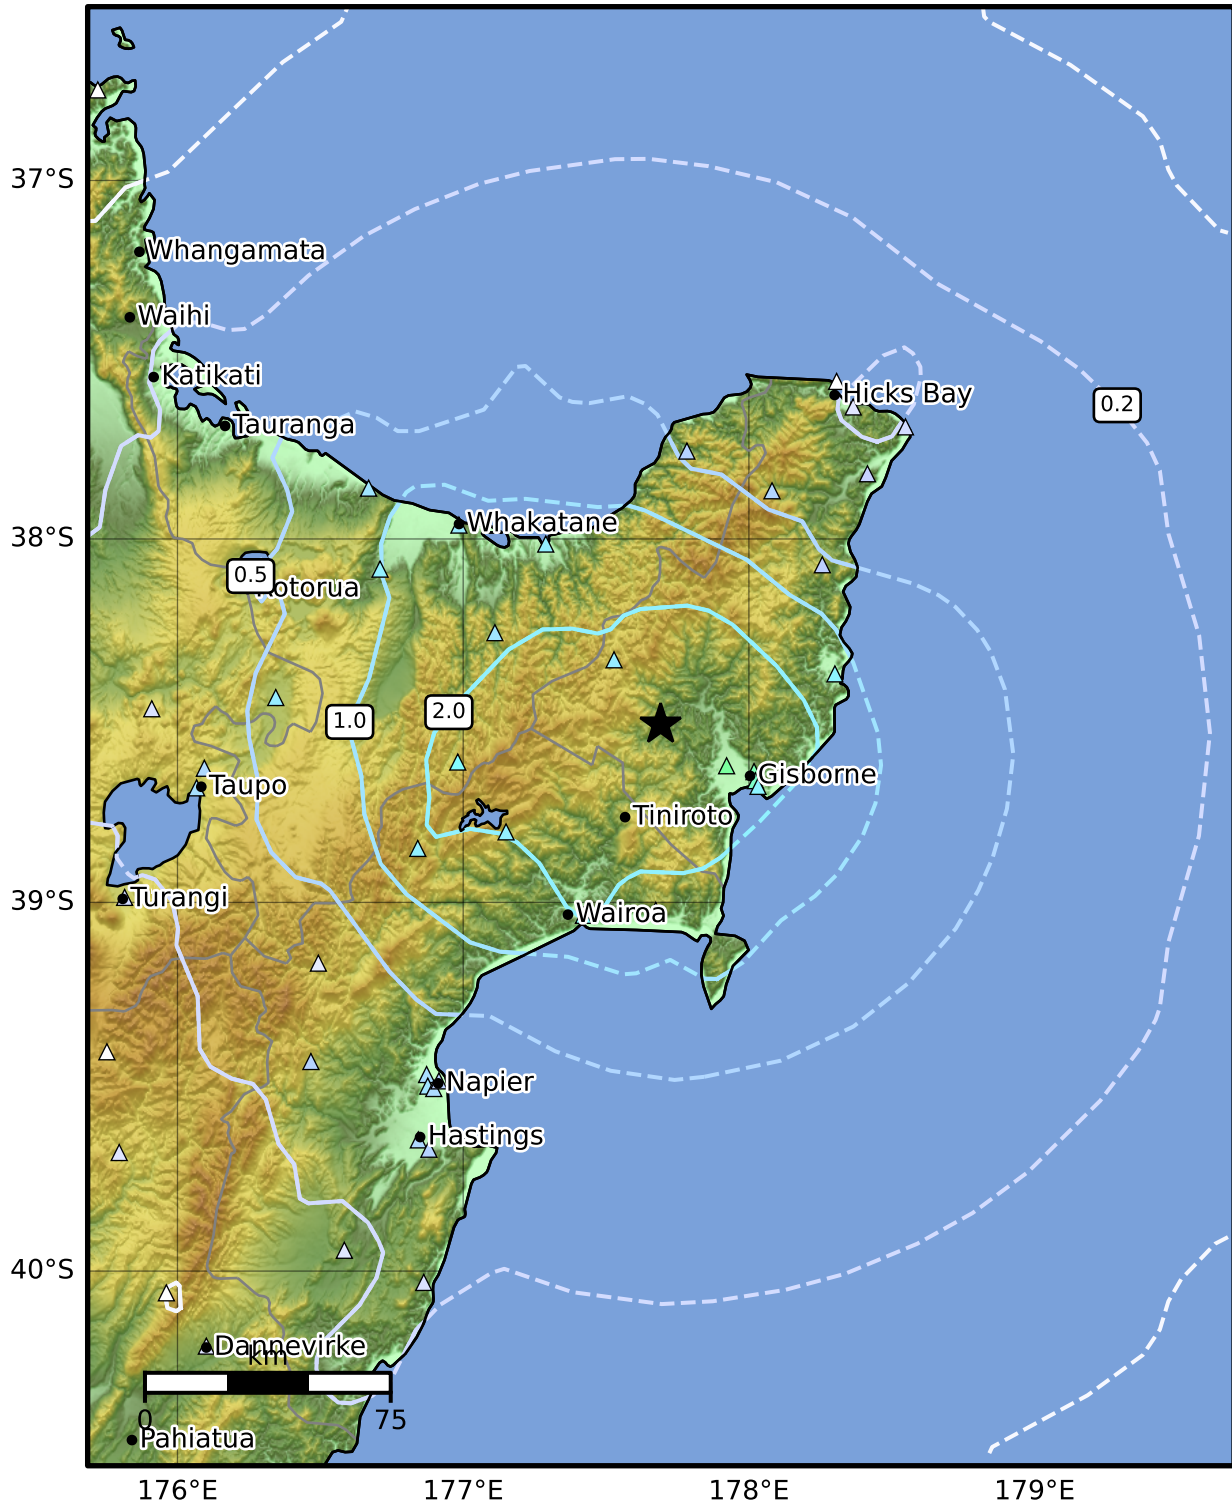 37°S
Whangamata
Waihi
Katikati
Hicks Bay
0.2
Tauranga
Whakatane
38°S
0.5
otorua
2.0
1.0
Gisborne
Taupo
Tiniroto
Turangi
39°S
Wairoa
Napier
Hastings
40°S
Dannevirke
km
0
75
Pahiatua
176°E
177°E
178°E
179°E